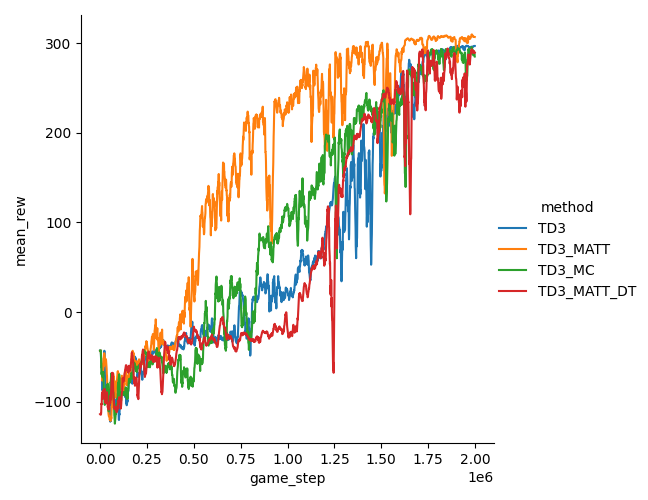 300
200
100
0
−100
mean_rew
0.00 0.25 0.50 0.75 1.00 1.25 1.50 1.75 2.00
1e6
game_step
method
TD3
TD3_MATT
TD3_MC
TD3_MATT_DT